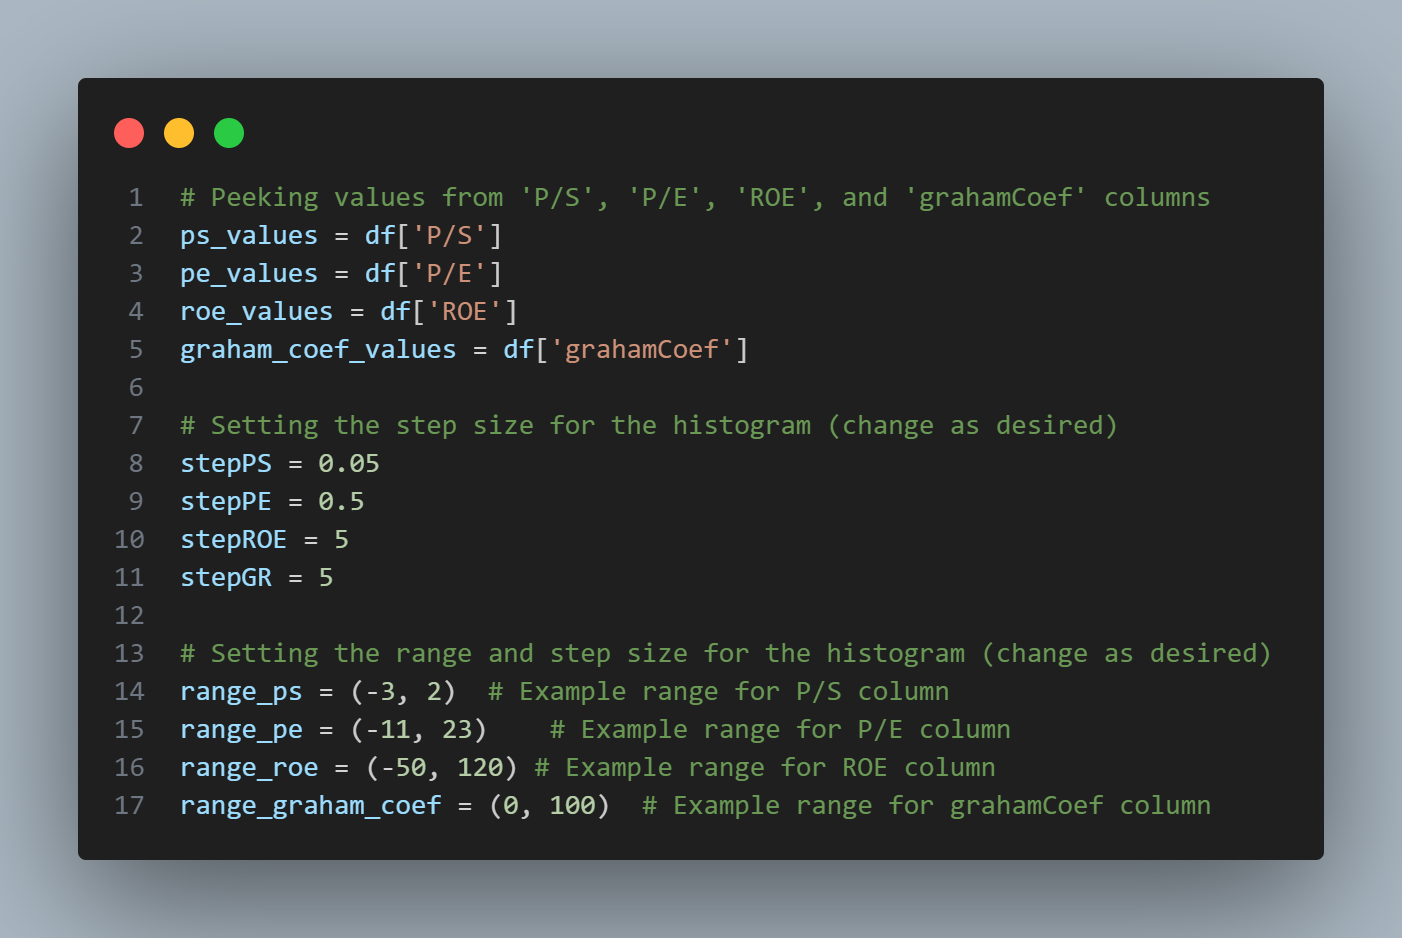 1 # Peeking values from 'P/S', 'P/E', 'ROE', and 'grahamCoef' columns
2 ps_values = df['P/S']
3 pe_values = df['P/E']
4 roe_values = df['ROE']
5 graham_coef_values = df['grahamCoef']
6
7 # Setting the step size for the histogram (change as desired)
8 stepPS = 0.05
9 stepPE = 0.5
10 stepROE = 5
11 stepGR = 5
12
13 # Setting the range and step size for the histogram (change as desired)
14 range_ps = (-3, 2)  # Example range for P/S column
15 range_pe = (-11, 23)    # Example range for P/E column
16 range_roe = (-50, 120) # Example range for ROE column
17 range_graham_coef = (0, 100)  # Example range for grahamCoef column